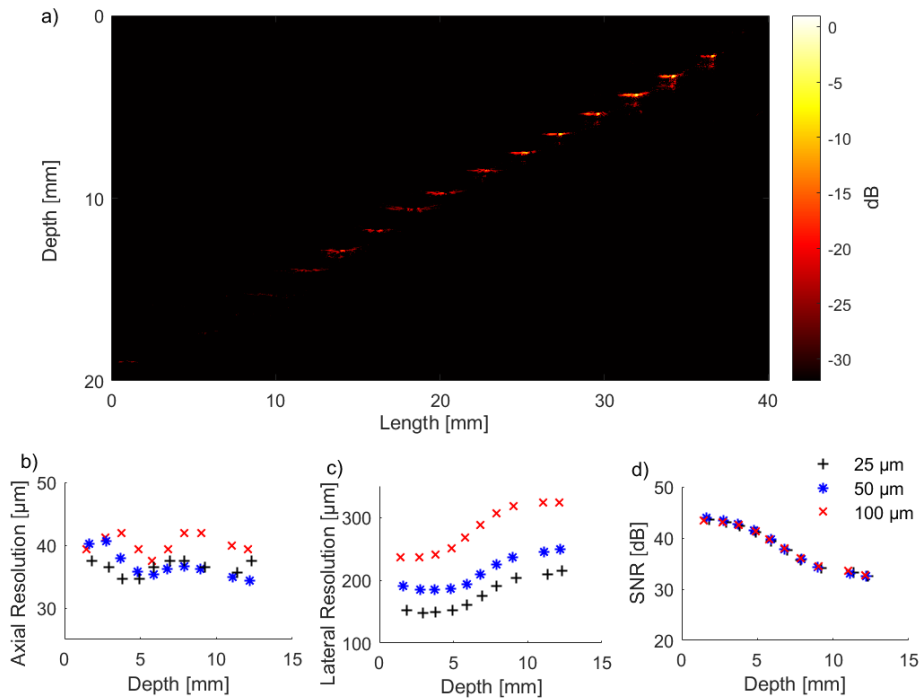 a)
0
10
20
Depth [mm]
0
10
20
30
40
Length [mm]
0
-5
-10
-15
-20
-25
-30
dB
b)
50
40
30
Axial Resolution [µm]
0
5
10
15
Depth [mm]
c)
300
200
100
Lateral Resolution [µm]
0
5
10
15
Depth [mm]
d)
50
40
30
20
SNR [dB]
0
5
10
15
Depth [mm]
25 µm
50 µm
100 µm